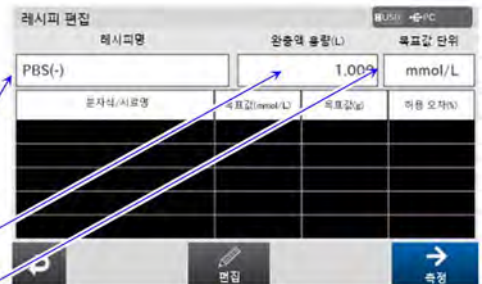 레시피 편집
USB PC
레시피명 완충액 용량(L) 목표값 단위
PBS(-) 1.009 mmol/L
분자식/시료명 목표값(mmol/L) 목표값(g) 허용 오차(%)
편집 측정